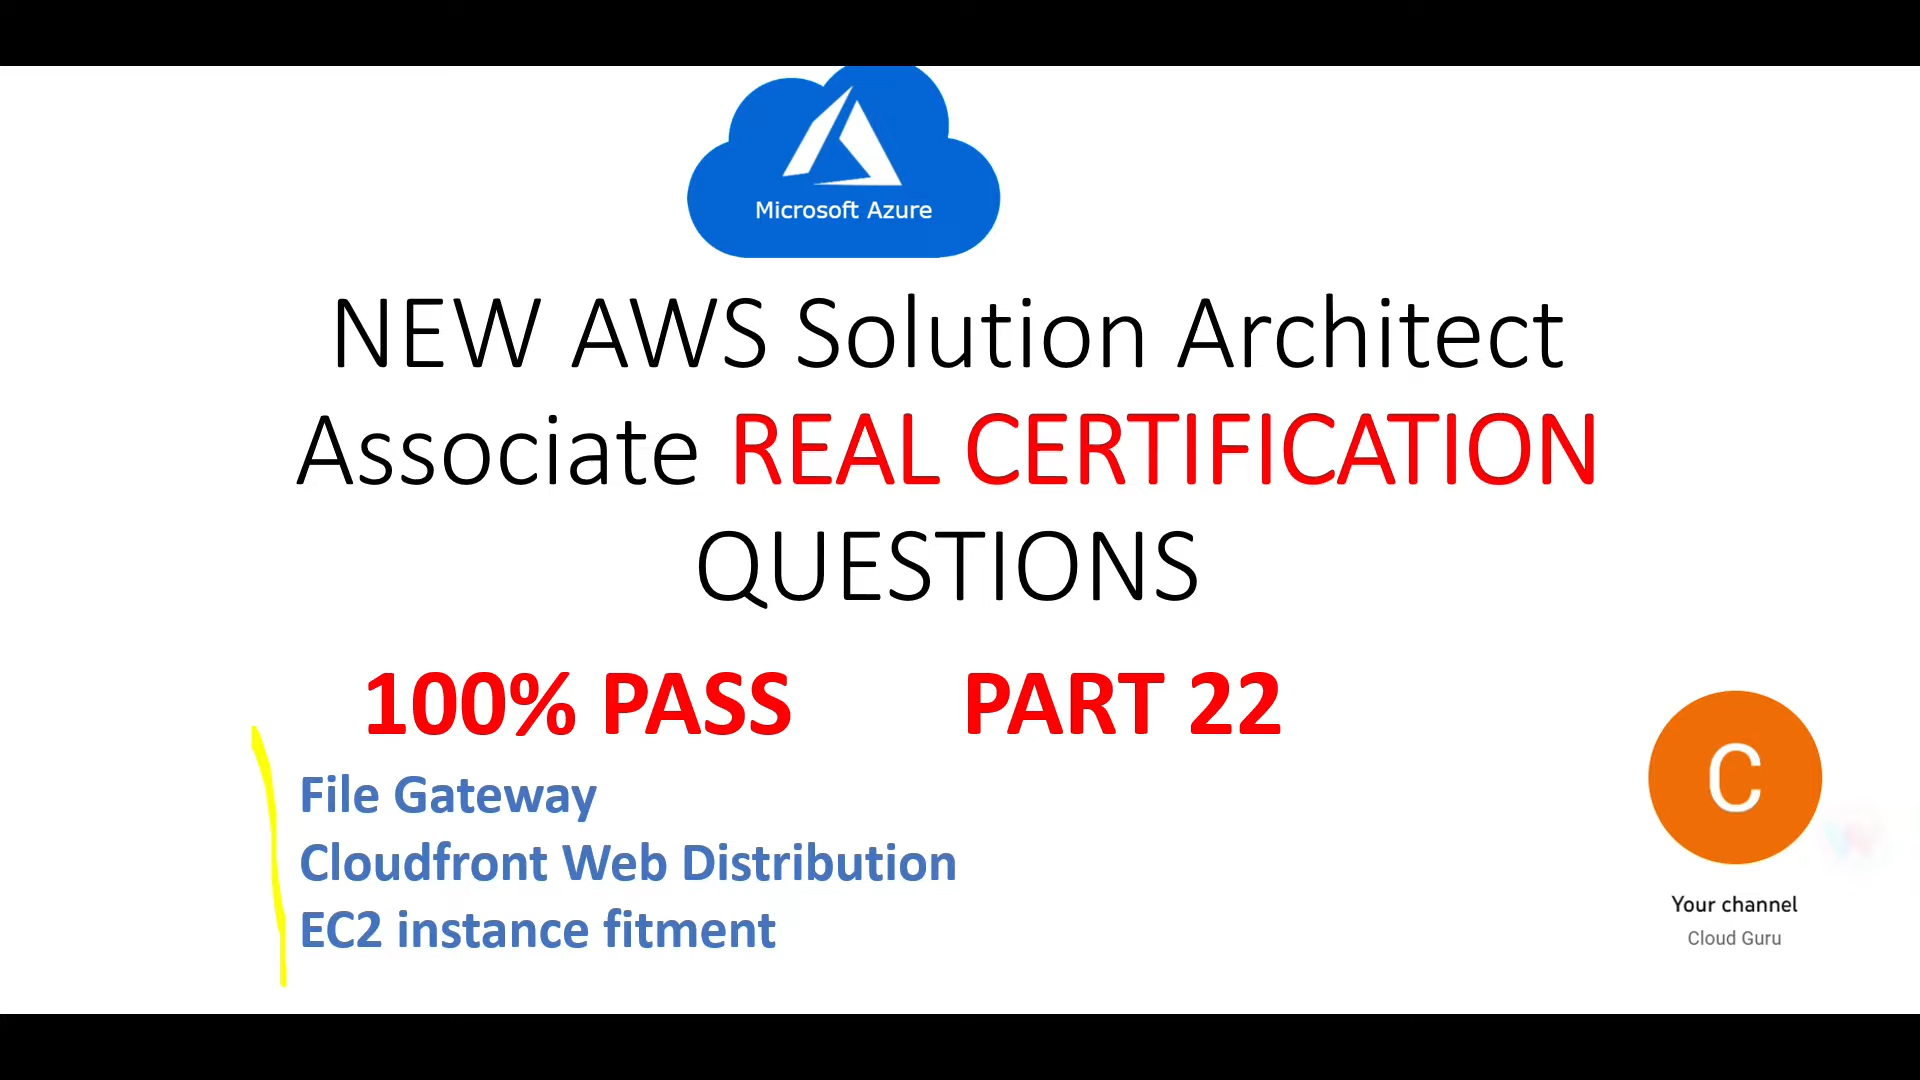 Microsoft Azure
NEW AWS Solution Architect
Associate REAL CERTIFICATION
QUESTIONS
100% PASS PART 22
File Gateway
Cloudfront Web Distribution
EC2 instance fitment
C
Your channel
Cloud Guru